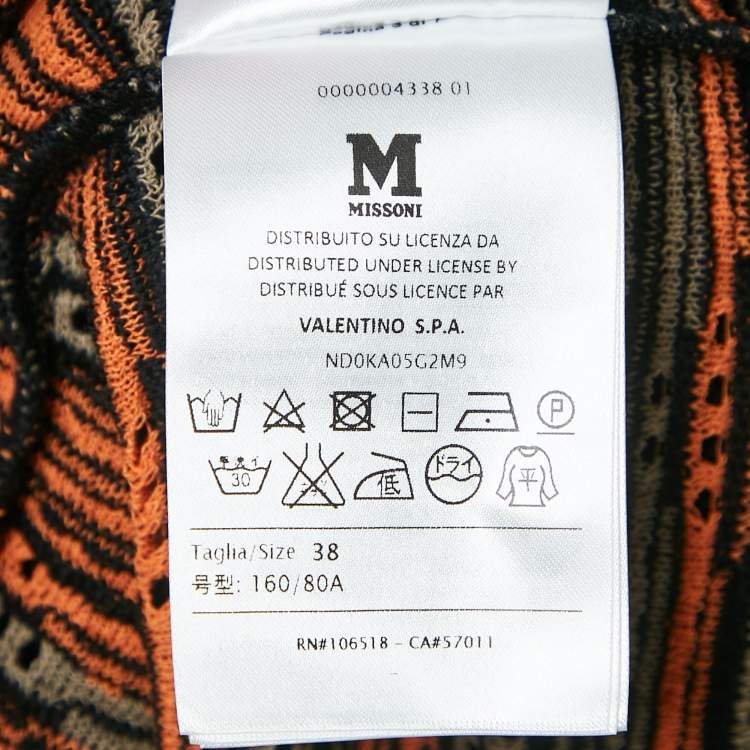 0000004338 01
M
MISSONI
DISTRIBUITO SU LICENZA DA
DISTRIBUTED UNDER LICENSE BY
DISTRIBUÉ SOUS LICENCE PAR
VALENTINO S.P.A.
ND0KA05G2M9
P
30 低 ドライ 平
Taglia/Size 38
号型: 160/80A
RN#106518 - CA#57011